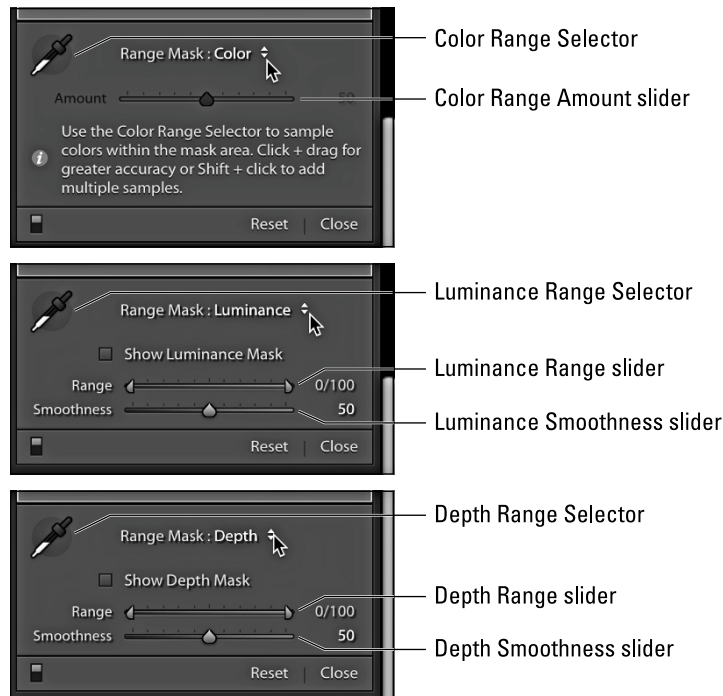 Range Mask : Color
Color Range Selector
Amount 50
Color Range Amount slider
Use the Color Range Selector to sample
colors within the mask area. Click + drag for
greater accuracy or Shift + click to add
multiple samples.
Reset | Close
Range Mask : Luminance
Luminance Range Selector
Show Luminance Mask
Range 0/100
Luminance Range slider
Smoothness 50
Luminance Smoothness slider
Reset | Close
Range Mask : Depth
Depth Range Selector
Show Depth Mask
Range 0/100
Depth Range slider
Smoothness 50
Depth Smoothness slider
Reset | Close